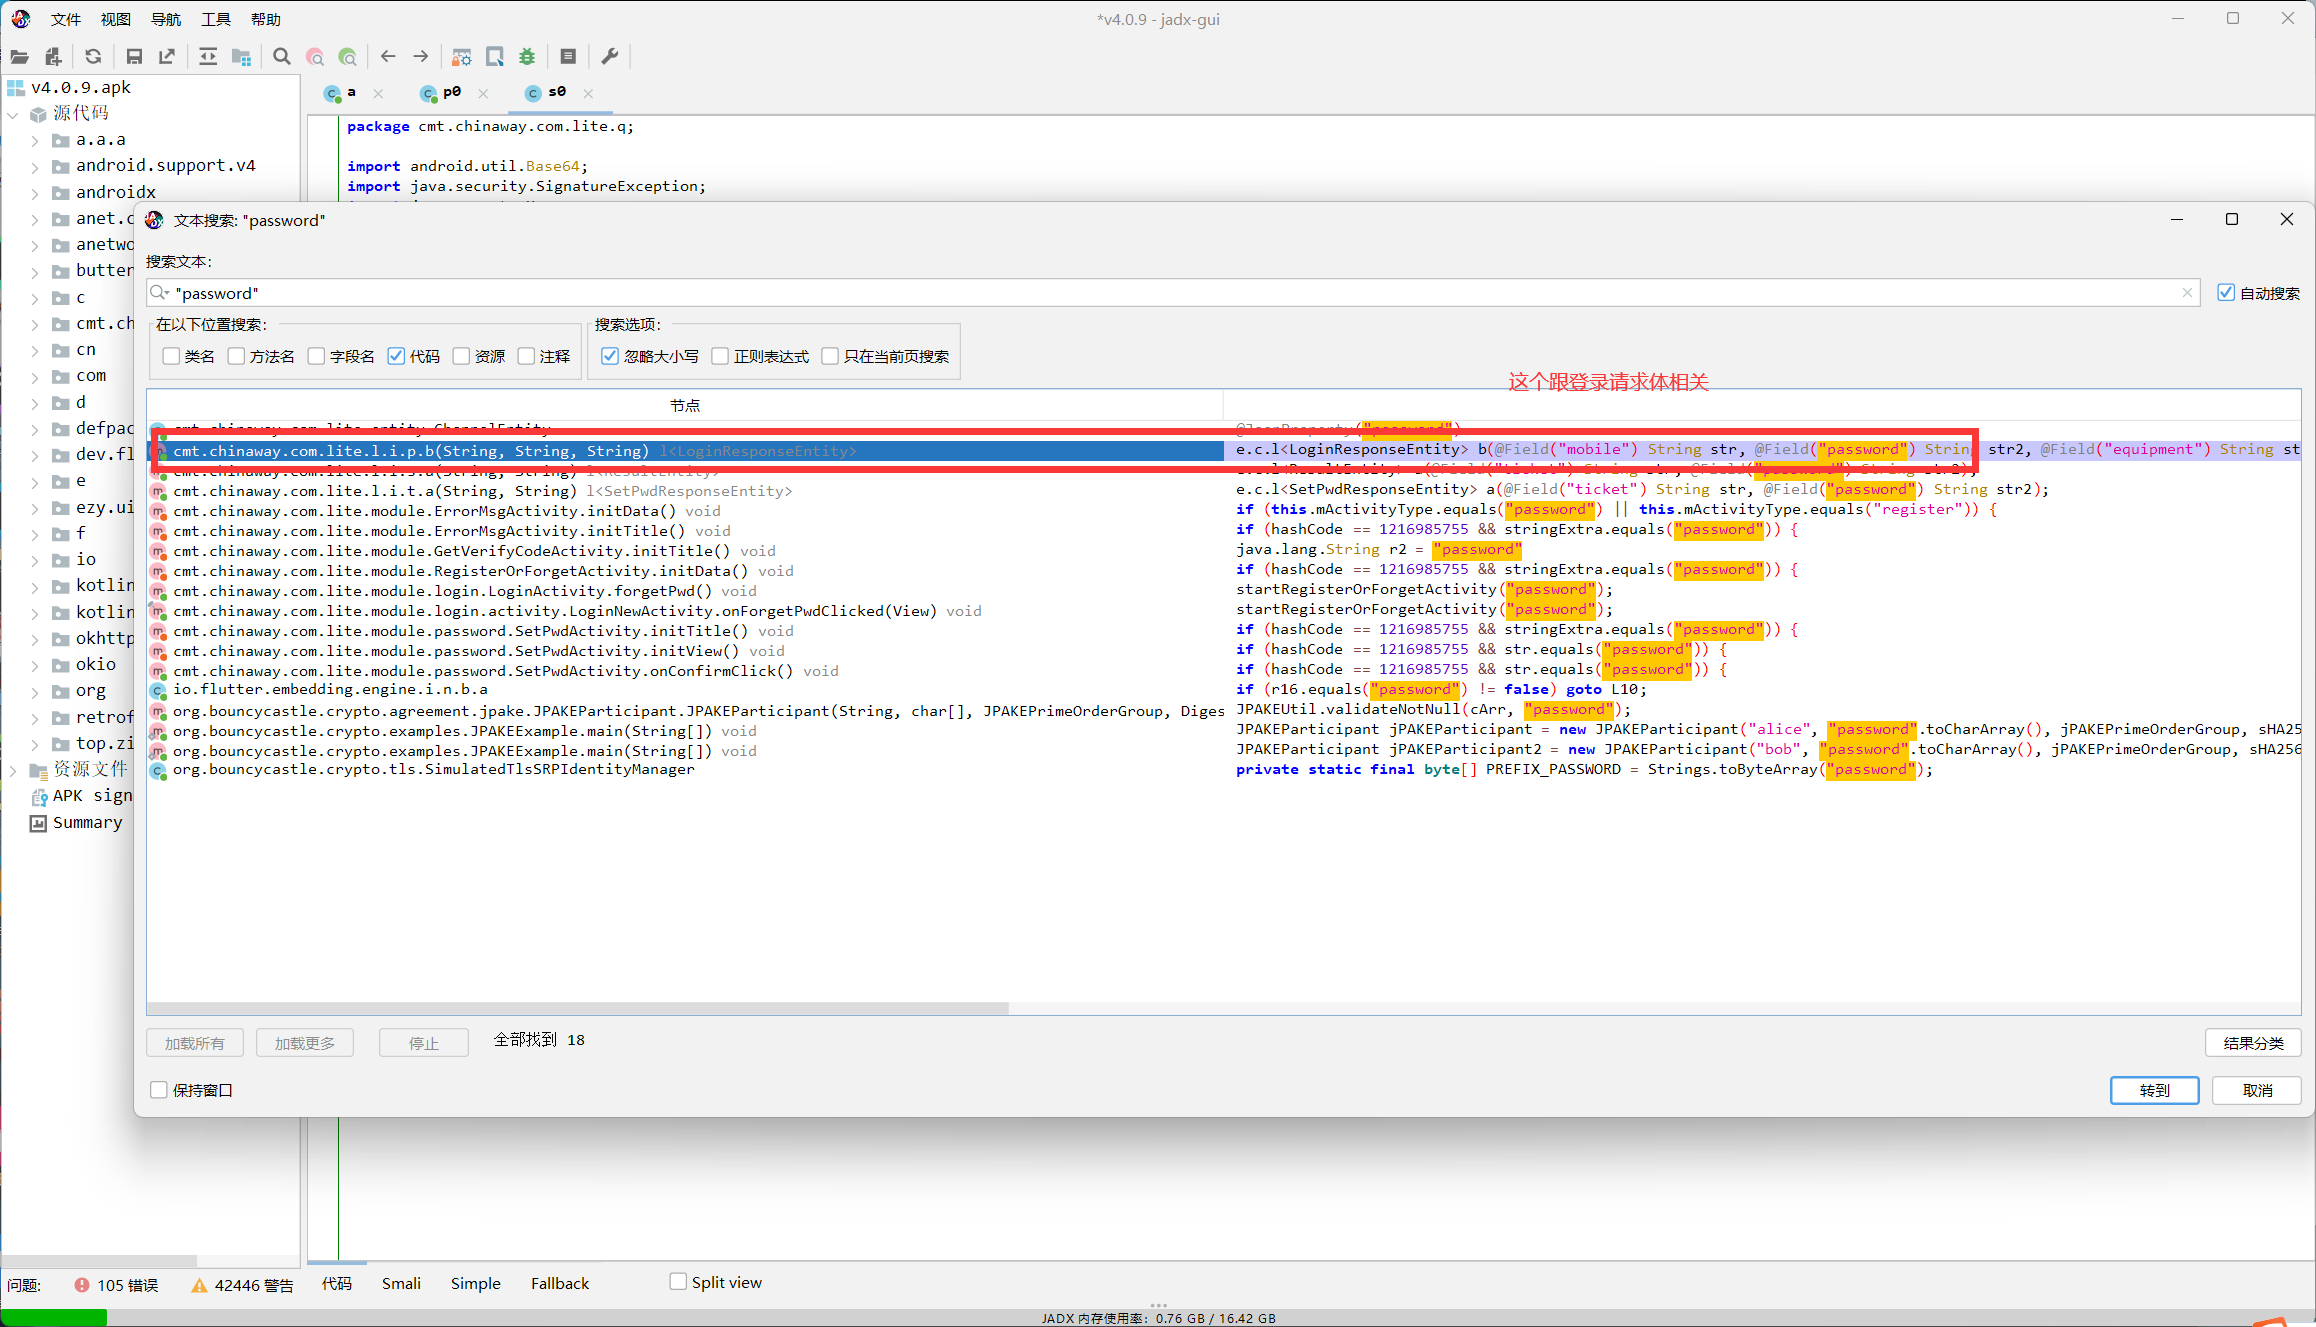 文件 视图 导航 工具 帮助
*v4.0.9 - jadx-gui
v4.0.9.apk
源代码
a.a.a
android.support.v4
androidx
anet.c
anetwo
butter
c
cmt.ch
cn
com
d
defpac
dev.fl
e
ezy.ui
f
io
kotlin
kotlin
okhttp
okio
org
retrof
top.zi
资源文件
APK sign
Summary
a p0 s0
package cmt.chinaway.com.lite.q;
import android.util.Base64;
import java.security.SignatureException;
文本搜索: "password"
搜索文本:
"password"
自动搜索
在以下位置搜索: 搜索选项:
类名 方法名 字段名 代码 资源 注释 忽略大小写 正则表达式 只在当前页搜索
这个跟登录请求体相关
节点
cmt.chinaway.com.lite.entity.ChannelEntity @JsonProperty("password")
cmt.chinaway.com.lite.l.i.p.b(String, String, String) l<LoginResponseEntity> e.c.l<LoginResponseEntity> b(@Field("mobile") String str, @Field("password") String str2, @Field("equipment") String st
cmt.chinaway.com.lite.l.i.s.a(String, String) l<ResultEntity> e.c.l<ResultEntity> a(@Field("ticket") String str, @Field("password") String str2);
cmt.chinaway.com.lite.l.i.t.a(String, String) l<SetPwdResponseEntity> e.c.l<SetPwdResponseEntity> a(@Field("ticket") String str, @Field("password") String str2);
cmt.chinaway.com.lite.module.ErrorMsgActivity.initData() void if (this.mActivityType.equals("password") || this.mActivityType.equals("register")) {
cmt.chinaway.com.lite.module.ErrorMsgActivity.initTitle() void if (hashCode == 1216985755 && stringExtra.equals("password")) {
cmt.chinaway.com.lite.module.GetVerifyCodeActivity.initTitle() void java.lang.String r2 = "password"
cmt.chinaway.com.lite.module.RegisterOrForgetActivity.initData() void if (hashCode == 1216985755 && stringExtra.equals("password")) {
cmt.chinaway.com.lite.module.login.LoginActivity.forgetPwd() void startRegisterOrForgetActivity("password");
cmt.chinaway.com.lite.module.login.activity.LoginNewActivity.onForgetPwdClicked(View) void startRegisterOrForgetActivity("password");
cmt.chinaway.com.lite.module.password.SetPwdActivity.initTitle() void if (hashCode == 1216985755 && stringExtra.equals("password")) {
cmt.chinaway.com.lite.module.password.SetPwdActivity.initView() void if (hashCode == 1216985755 && str.equals("password")) {
cmt.chinaway.com.lite.module.password.SetPwdActivity.onConfirmClick() void if (hashCode == 1216985755 && str.equals("password")) {
io.flutter.embedding.engine.i.n.b.a if (r16.equals("password") != false) goto L10;
org.bouncycastle.crypto.agreement.jpake.JPAKEParticipant.JPAKEParticipant(String, char[], JPAKEPrimeOrderGroup, Diges JPAKEUtil.validateNotNull(cArr, "password");
org.bouncycastle.crypto.examples.JPAKEExample.main(String[]) void JPAKEParticipant jPAKEParticipant = new JPAKEParticipant("alice", "password".toCharArray(), jPAKEPrimeOrderGroup, sHA25
org.bouncycastle.crypto.examples.JPAKEExample.main(String[]) void JPAKEParticipant jPAKEParticipant2 = new JPAKEParticipant("bob", "password".toCharArray(), jPAKEPrimeOrderGroup, sHA256
org.bouncycastle.crypto.tls.SimulatedTlsSRPIdentityManager private static final byte[] PREFIX_PASSWORD = Strings.toByteArray("password");
加载所有 加载更多 停止 全部找到 18 结果分类
保持窗口 转到 取消
问题: 105 错误 42446 警告 代码 Smali Simple Fallback Split view
JADX 内存使用率: 0.76 GB / 16.42 GB